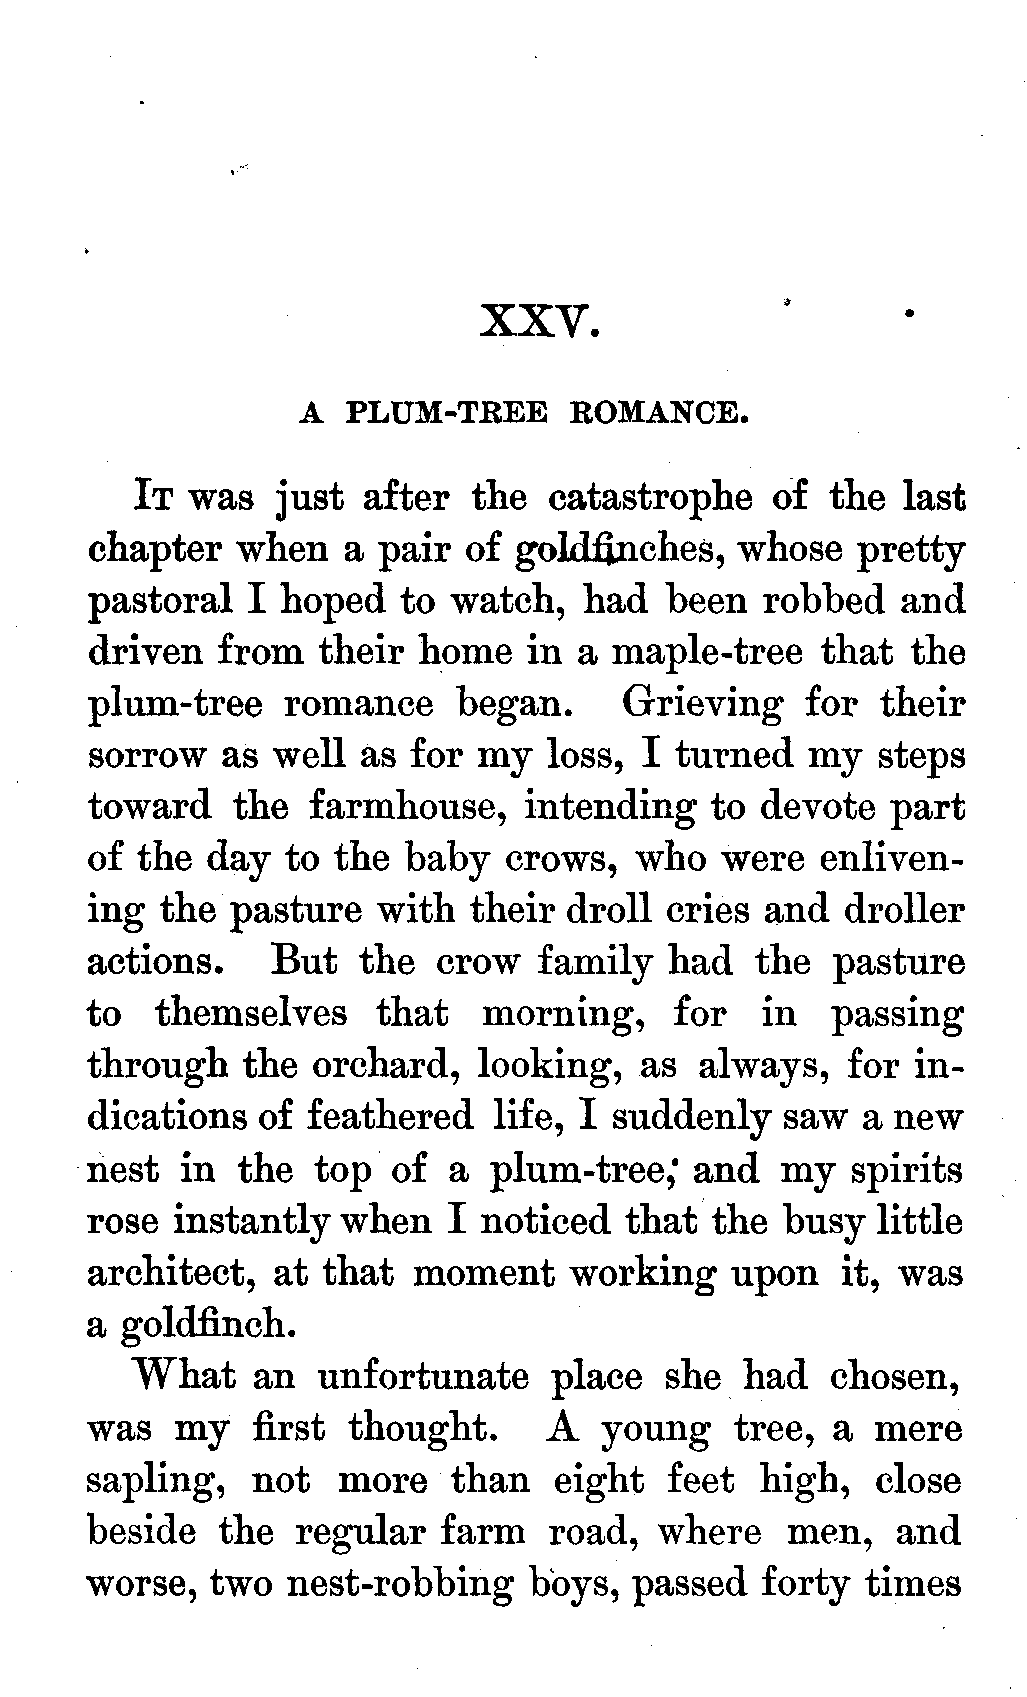 XXV.
A PLUM-TREE ROMANCE.
It was just after the catastrophe of the last
chapter when a pair of goldfinches, whose pretty
pastoral I hoped to watch, had been robbed and
driven from their home in a maple-tree that the
plum-tree romance began. Grieving for their
sorrow as well as for my loss, I turned my steps
toward the farmhouse, intending to devote part
of the day to the baby crows, who were enliven-
ing the pasture with their droll cries and droller
actions. But the crow family had the pasture
to themselves that morning, for in passing
through the orchard, looking, as always, for in-
dications of feathered life, I suddenly saw a new
nest in the top of a plum-tree, and my spirits
rose instantly when I noticed that the busy little
architect, at that moment working upon it, was
a goldfinch.
What an unfortunate place she had chosen,
was my first thought. A young tree, a mere
sapling, not more than eight feet high, close
beside the regular farm road, where men, and
worse, two nest-robbing boys, passed forty times